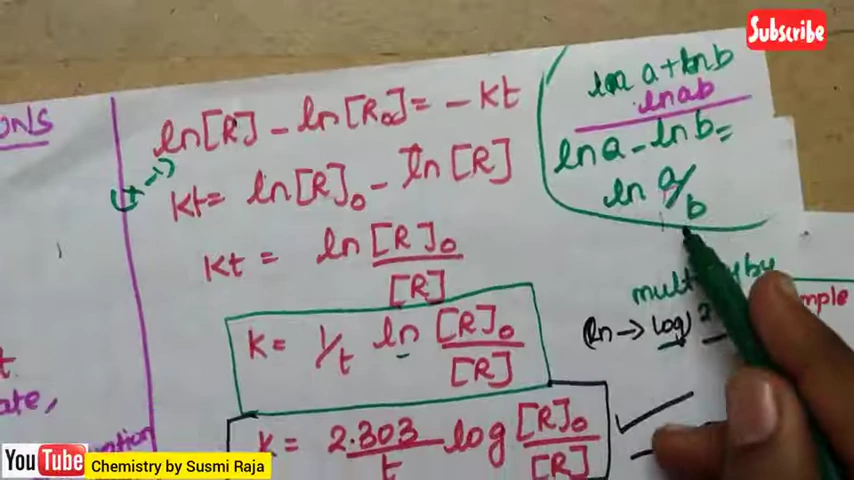 Subscribe
ONS
ln[R] - ln[R₀] = - kt
kt = ln[R]₀ - ln[R]
kt = ln [R]₀ / [R]
k = 1/t ln [R]₀ / [R]
k = 2.303 / t log [R]₀ / [R]
ln a + ln b
ln ab
ln a - ln b =
ln a/b
by
(ln → log)
ate,
YouTube
Chemistry by Susmi Raja